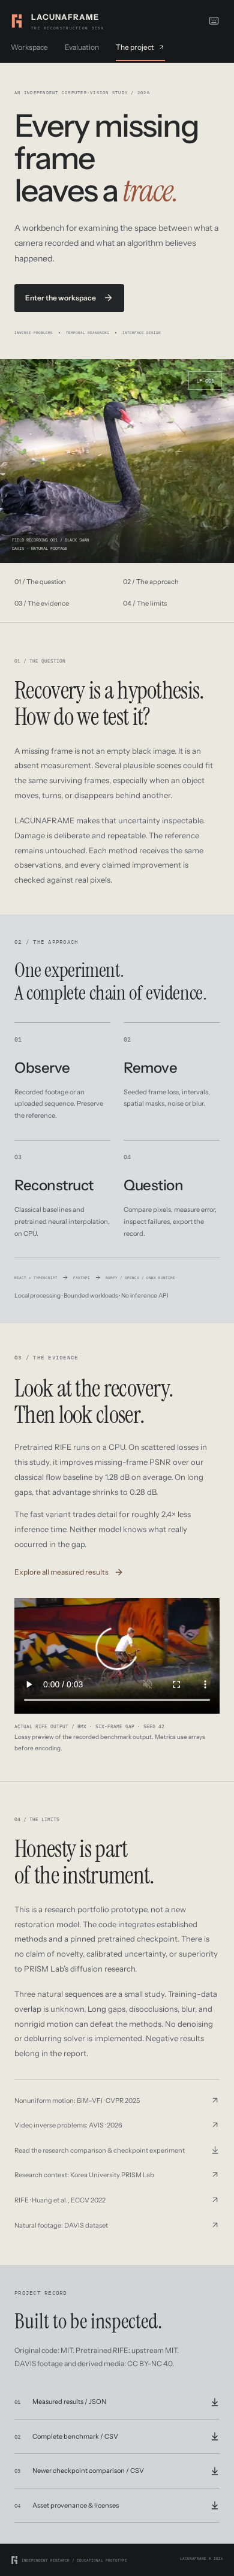 LACUNAFRAME
THE RECONSTRUCTION DESK
Workspace
Evaluation
The project
AN INDEPENDENT COMPUTER-VISION STUDY / 2026
Every missing
frame
leaves a trace.
A workbench for examining the space between what a
camera recorded and what an algorithm believes
happened.
Enter the workspace
INVERSE PROBLEMS • TEMPORAL REASONING • INTERFACE DESIGN
FIELD RECORDING 001 / BLACK SWAN
DAVIS · NATURAL FOOTAGE
01 / The question
02 / The approach
03 / The evidence
04 / The limits
01 / THE QUESTION
Recovery is a hypothesis.
How do we test it?
A missing frame is not an empty black image. It is an
absent measurement. Several plausible scenes could fit
the same surviving frames, especially when an object
moves, turns, or disappears behind another.
LACUNAFRAME makes that uncertainty inspectable.
Damage is deliberate and repeatable. The reference
remains untouched. Each method receives the same
observations, and every claimed improvement is
checked against real pixels.
02 / THE APPROACH
One experiment.
A complete chain of evidence.
01
Observe
Recorded footage or an
uploaded sequence. Preserve
the reference.
02
Remove
Seeded frame loss, intervals,
spatial masks, noise or blur.
03
Reconstruct
Classical baselines and
pretrained neural interpolation,
on CPU.
04
Question
Compare pixels, measure error,
inspect failures, export the
record.
REACT + TYPESCRIPT → FASTAPI → NUMPY / OPENCV / ONNX RUNTIME
Local processing · Bounded workloads · No inference API
03 / THE EVIDENCE
Look at the recovery.
Then look closer.
Pretrained RIFE runs on a CPU. On scattered losses in
this study, it improves missing-frame PSNR over our
classical flow baseline by 1.28 dB on average. On long
gaps, that advantage shrinks to 0.28 dB.
The fast variant trades detail for roughly 2.4× less
inference time. Neither model knows what really
occurred in the gap.
Explore all measured results
0:00 / 0:03
ACTUAL RIFE OUTPUT / BMX · SIX-FRAME GAP · SEED 42
Lossy preview of the recorded benchmark output. Metrics use arrays
before encoding.
04 / THE LIMITS
Honesty is part
of the instrument.
This is a research portfolio prototype, not a new
restoration model. The code integrates established
methods and a pinned pretrained checkpoint. There
is no claim of novelty, calibrated uncertainty, or superiority
to PRISM Lab's diffusion research.
Three natural sequences are a small study. Training-data
overlap is unknown. Long gaps, disocclusions, blur, and
nonrigid motion can defeat the methods. No denoising
or deblurring solver is implemented. Negative results
belong in the report.
Nonuniform motion: BiM-VFI · CVPR 2025
Video inverse problems: AVIS · 2026
Read the research comparison & checkpoint experiment
Research context: Korea University PRISM Lab
RIFE · Huang et al., ECCV 2022
Natural footage: DAVIS dataset
PROJECT RECORD
Built to be inspected.
Original code: MIT. Pretrained RIFE: upstream MIT.
DAVIS footage and derived media: CC BY-NC 4.0.
01 Measured results / JSON
02 Complete benchmark / CSV
03 Newer checkpoint comparison / CSV
04 Asset provenance & licenses
INDEPENDENT RESEARCH / EDUCATIONAL PROTOTYPE
LACUNAFRAME © 2026